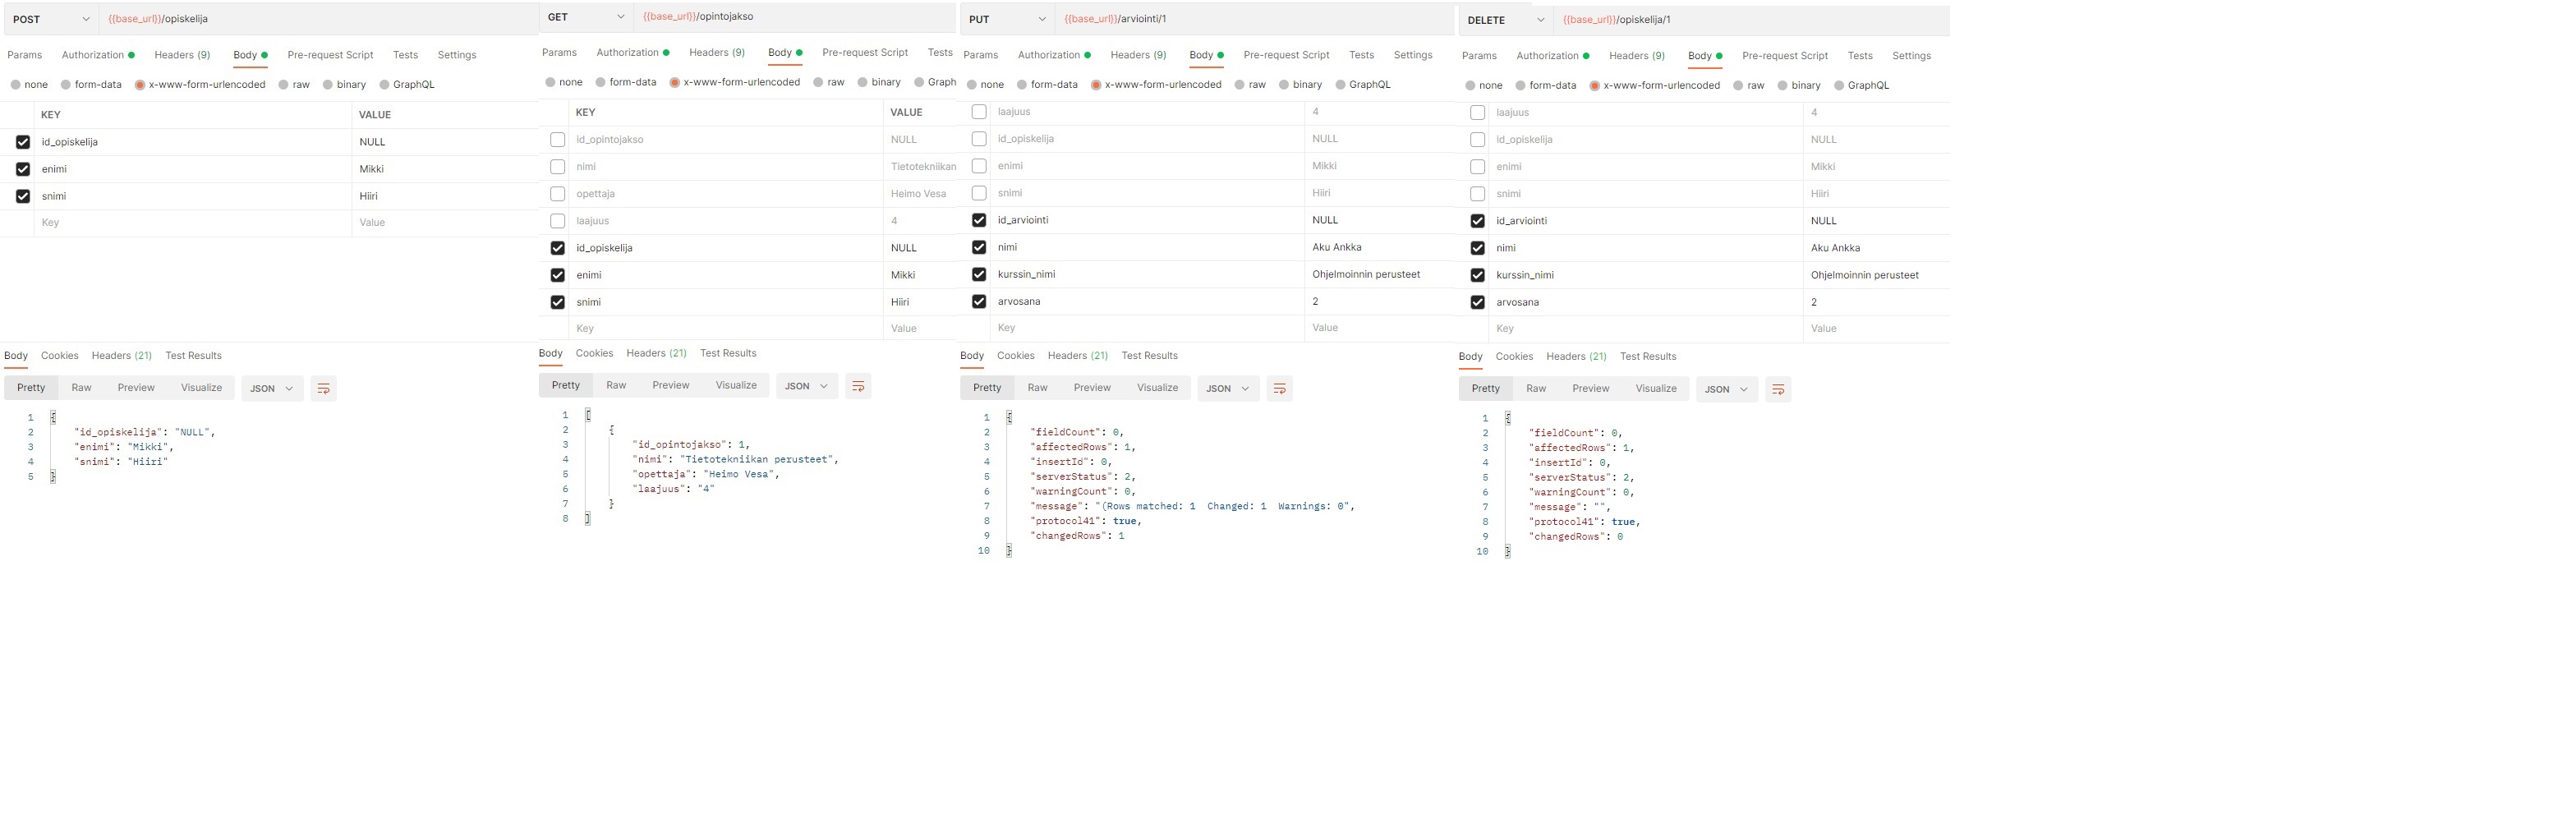 POST {{base_url}}/opiskelija
Params Authorization Headers (9) Body Pre-request Script Tests Settings
none form-data x-www-form-urlencoded raw binary GraphQL
KEY VALUE
id_opiskelija NULL
enimi Mikki
snimi Hiiri
Key Value
Body Cookies Headers (21) Test Results
Pretty Raw Preview Visualize JSON
1 {
2 "id_opiskelija": "NULL",
3 "enimi": "Mikki",
4 "snimi": "Hiiri"
5 }
GET {{base_url}}/opintojakso
Params Authorization Headers (9) Body Pre-request Script Tests
none form-data x-www-form-urlencoded raw binary Graph
KEY VALUE
id_opintojakso NULL
nimi Tietotekniikan
opettaja Heimo Vesa
laajuus 4
id_opiskelija NULL
enimi Mikki
snimi Hiiri
Key Value
Body Cookies Headers (21) Test Results
Pretty Raw Preview Visualize JSON
1 [
2 {
3 "id_opintojakso": 1,
4 "nimi": "Tietotekniikan perusteet",
5 "opettaja": "Heimo Vesa",
6 "laajuus": "4"
7 }
8 ]
PUT {{base_url}}/arviointi/1
Params Authorization Headers (9) Body Pre-request Script Tests Settings
none form-data x-www-form-urlencoded raw binary GraphQL
laajuus 4
id_opiskelija NULL
enimi Mikki
snimi Hiiri
id_arviointi NULL
nimi Aku Ankka
kurssin_nimi Ohjelmoinnin perusteet
arvosana 2
Key Value
Body Cookies Headers (21) Test Results
Pretty Raw Preview Visualize JSON
1 {
2 "fieldCount": 0,
3 "affectedRows": 1,
4 "insertId": 0,
5 "serverStatus": 2,
6 "warningCount": 0,
7 "message": "(Rows matched: 1  Changed: 1  Warnings: 0",
8 "protocol41": true,
9 "changedRows": 1
10 }
DELETE {{base_url}}/opiskelija/1
Params Authorization Headers (9) Body Pre-request Script Tests Settings
none form-data x-www-form-urlencoded raw binary GraphQL
laajuus 4
id_opiskelija NULL
enimi Mikki
snimi Hiiri
id_arviointi NULL
nimi Aku Ankka
kurssin_nimi Ohjelmoinnin perusteet
arvosana 2
Key Value
Body Cookies Headers (21) Test Results
Pretty Raw Preview Visualize JSON
1 {
2 "fieldCount": 0,
3 "affectedRows": 1,
4 "insertId": 0,
5 "serverStatus": 2,
6 "warningCount": 0,
7 "message": "",
8 "protocol41": true,
9 "changedRows": 0
10 }